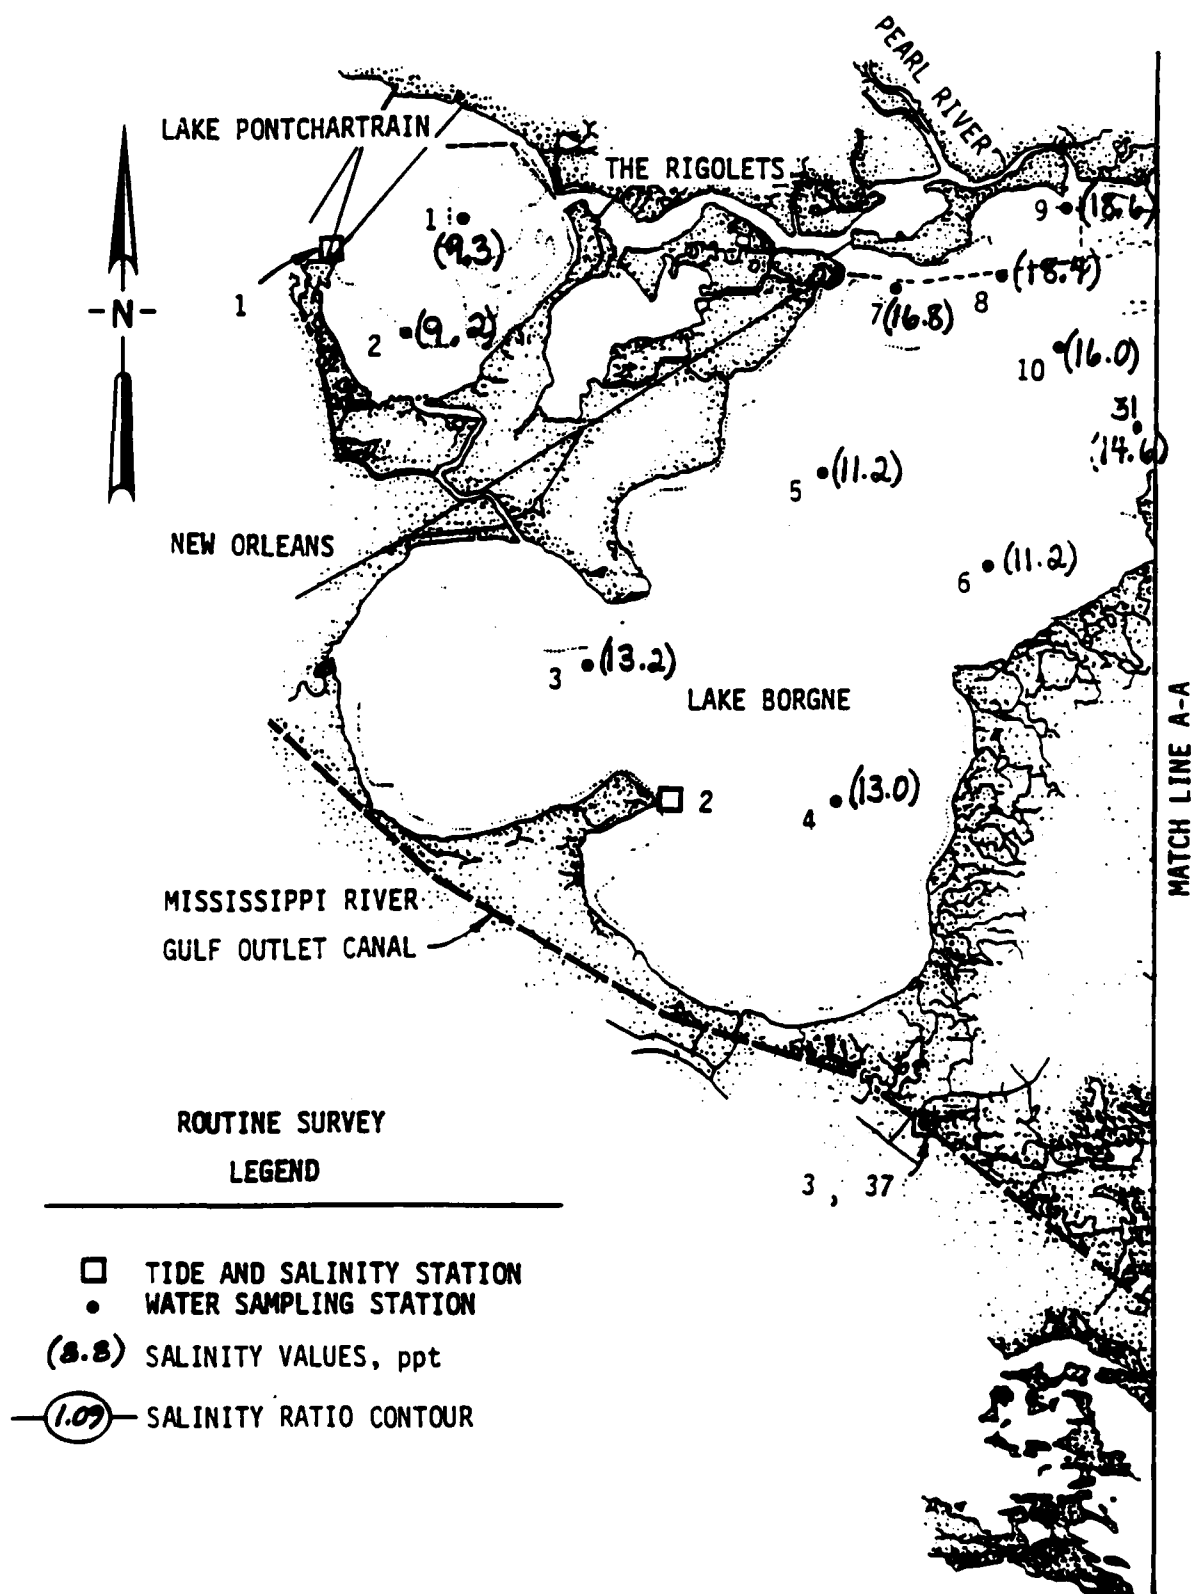 PEARL RIVER
LAKE PONTCHARTRAIN
THE RIGOLETS
1
(9.3)
9 (18.6)
8 (18.4)
7 (16.8)
1
-N-
2 (9.2)
10 (16.0)
31
(14.6)
5 (11.2)
NEW ORLEANS
6 (11.2)
3 (13.2)
LAKE BORGNE
MATCH LINE A-A
2
4 (13.0)
MISSISSIPPI RIVER
GULF OUTLET CANAL
ROUTINE SURVEY
LEGEND
3, 37
TIDE AND SALINITY STATION
WATER SAMPLING STATION
(8.8) SALINITY VALUES, ppt
1.09 SALINITY RATIO CONTOUR